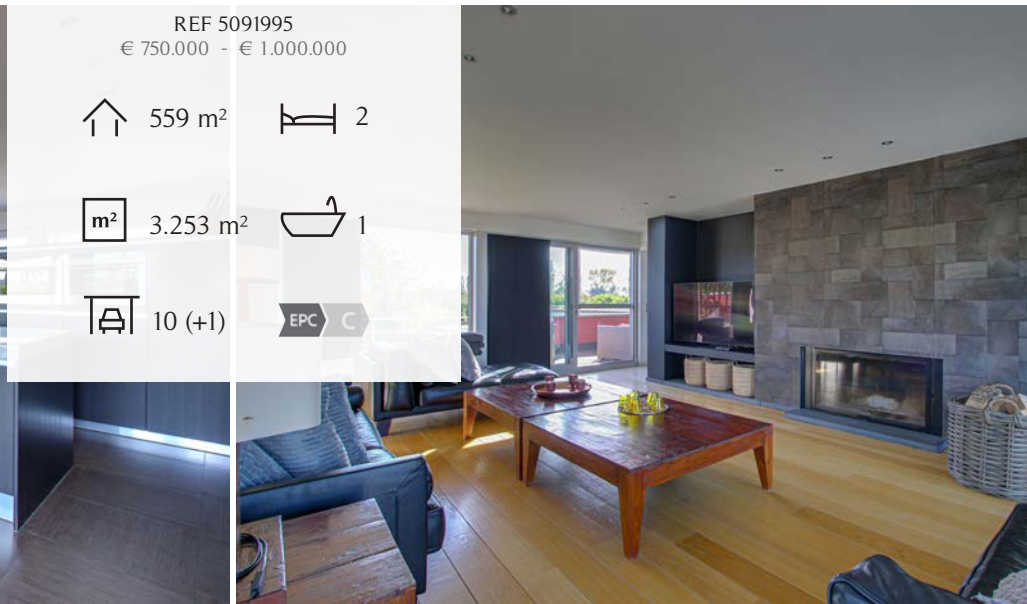 REF 5091995
€ 750.000 - € 1.000.000
559 m²
2
m²
3.253 m²
1
10 (+1)
EPC C